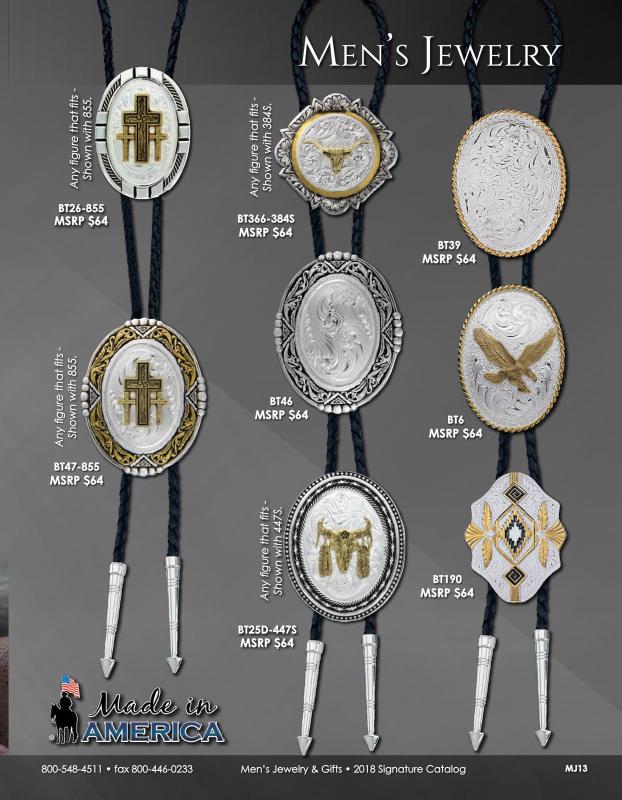 Men's Jewelry
Any figure that fits -
Shown with 855.
BT26-855
MSRP $64
Any figure that fits -
Shown with 384S.
BT366-384S
MSRP $64
BT39
MSRP $64
Any figure that fits -
Shown with 855.
BT47-855
MSRP $64
BT46
MSRP $64
BT6
MSRP $64
Any figure that fits -
Shown with 447S.
BT25D-447S
MSRP $64
BT190
MSRP $64
Made in
AMERICA
®
800-548-4511 • fax 800-446-0233 Men's Jewelry & Gifts • 2018 Signature Catalog MJ13